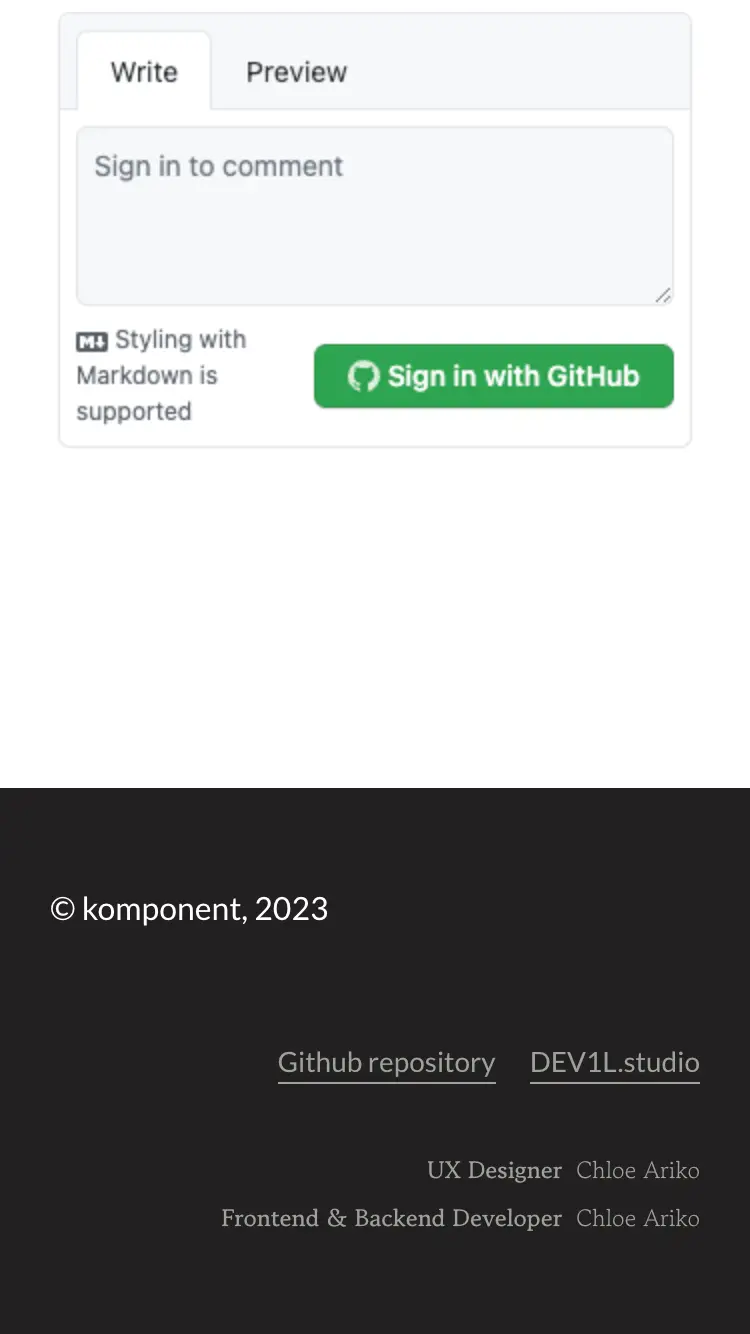 Write Preview
Sign in to comment
M↓ Styling with
Markdown is
supported
Sign in with GitHub
© komponent, 2023
Github repository DEV1L.studio
UX Designer Chloe Ariko
Frontend & Backend Developer Chloe Ariko